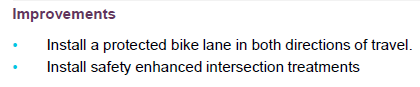 Improvements
• Install a protected bike lane in both directions of travel.
• Install safety enhanced intersection treatments